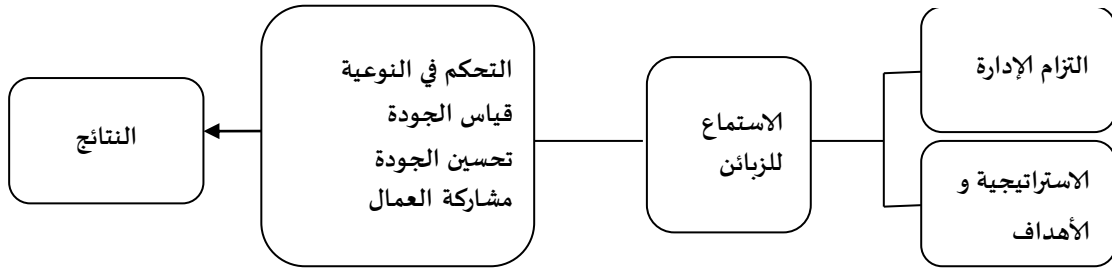 التزام الإدارة
الاستراتيجية و
الأهداف
الاستماع
للزبائن
التحكم في النوعية
قياس الجودة
تحسين الجودة
مشاركة العمال
النتائج